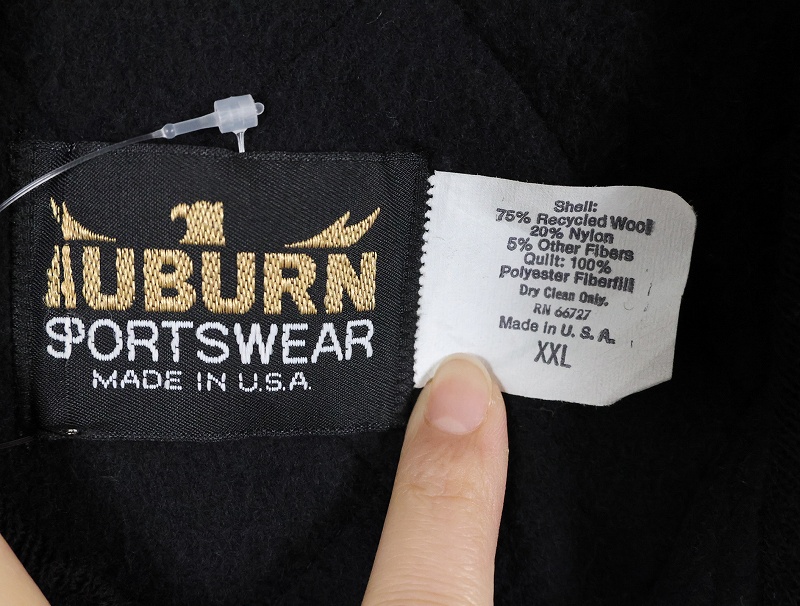 AUBURN
SPORTSWEAR
MADE IN U.S.A.
Shell:
75% Recycled Wool
20% Nylon
5% Other Fibers
Quilt: 100%
Polyester Fiberfill
Dry Clean Only.
RN 66727
Made in U. S. A.
XXL